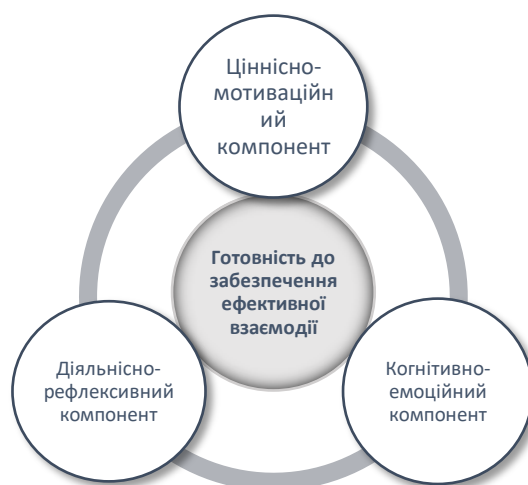 Ціннісно-
мотиваційн
ий
компонент
Готовність до
забезпечення
ефективної
взаємодії
Діяльнісно-
рефлексивний
компонент
Когнітивно-
емоційний
компонент